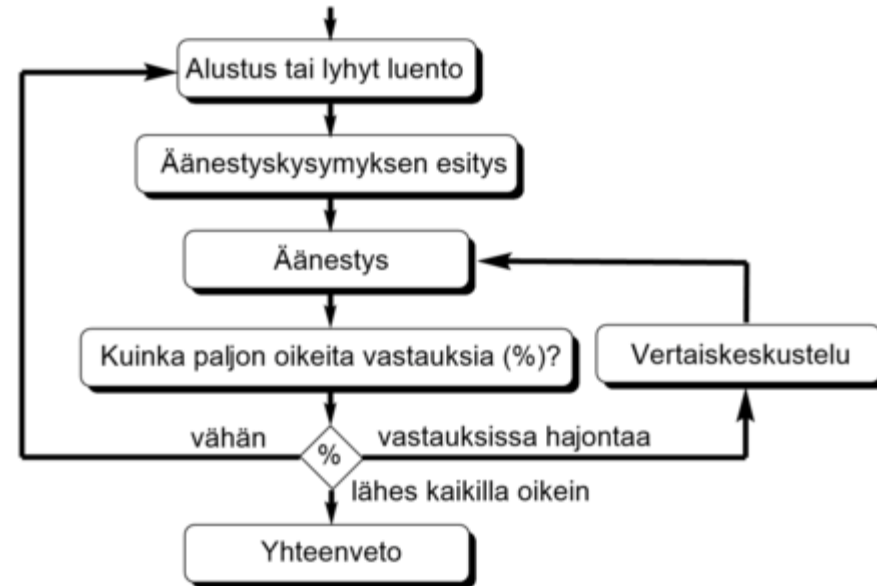 Alustus tai lyhyt luento
Äänestyskysymyksen esitys
Äänestys
Kuinka paljon oikeita vastauksia (%)?
Vertaiskeskustelu
vähän
%
vastauksissa hajontaa
lähes kaikilla oikein
Yhteenveto